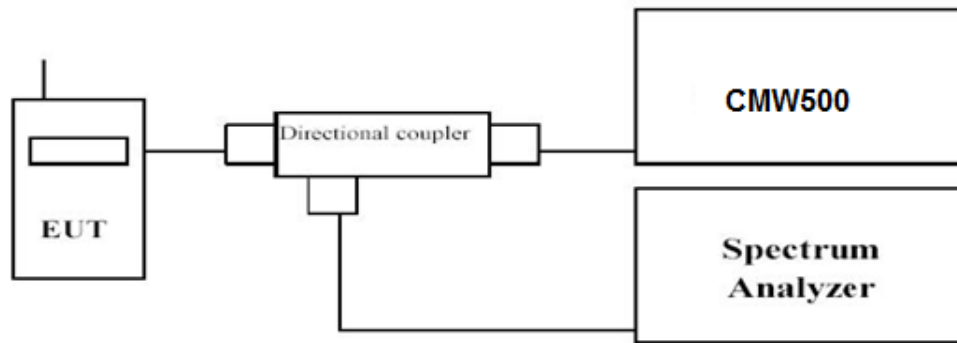 CMW500
Directional coupler
EUT
Spectrum
Analyzer